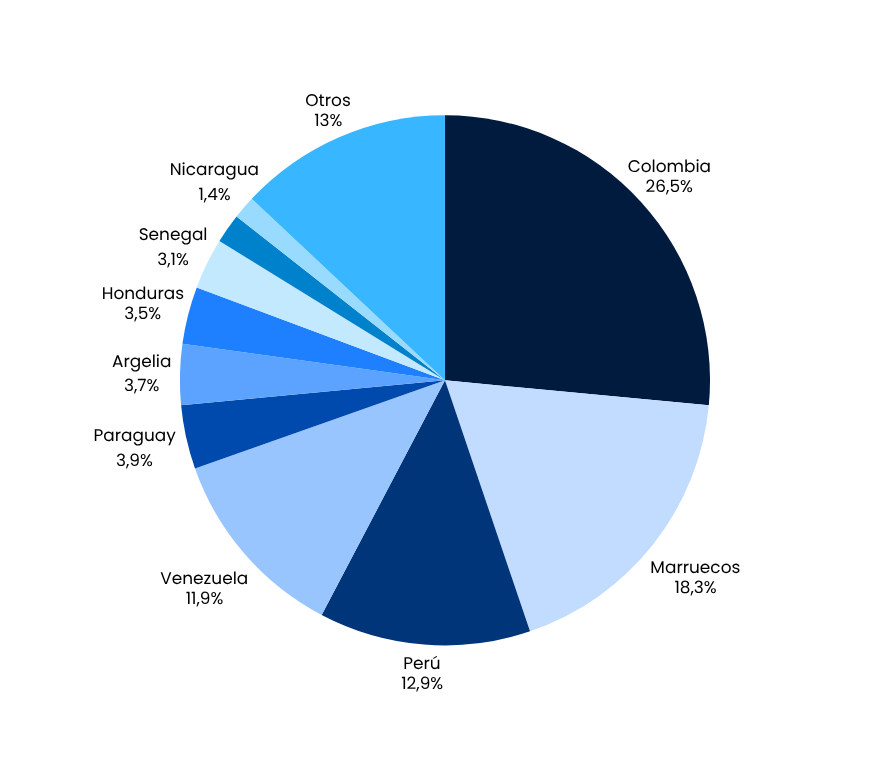 Otros
13%
Colombia
26,5%
Nicaragua
1,4%
Senegal
3,1%
Honduras
3,5%
Argelia
3,7%
Paraguay
3,9%
Venezuela
11,9%
Marruecos
18,3%
Perú
12,9%